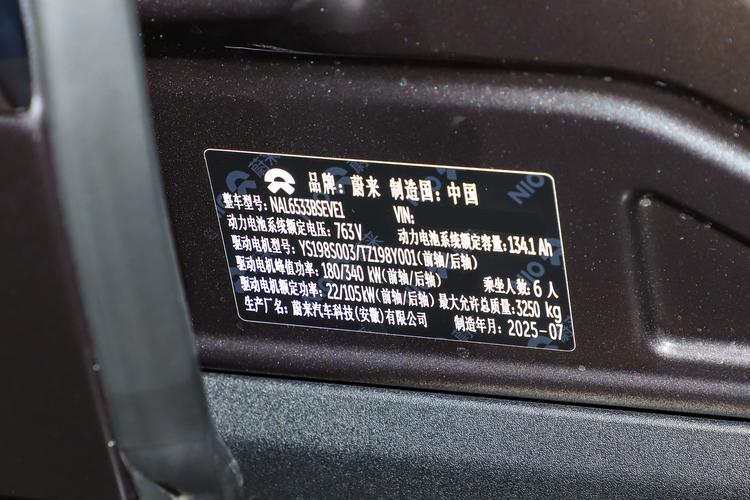 品牌：蔚来 制造国：中国
整车型号：NAL6533BSEVE1 VIN:
动力电池系统额定电压：763V 动力电池系统额定容量：134.1 Ah
驱动电机型号：YS198S003/TZ198Y001(前轴/后轴)
驱动电机峰值功率：180/340 kW(前轴/后轴) 乘坐人数：6 人
驱动电机额定功率：22/105kW(前轴/后轴) 最大允许总质量：3250 kg
生产厂名：蔚来汽车科技(安徽)有限公司 制造年月：2025-07